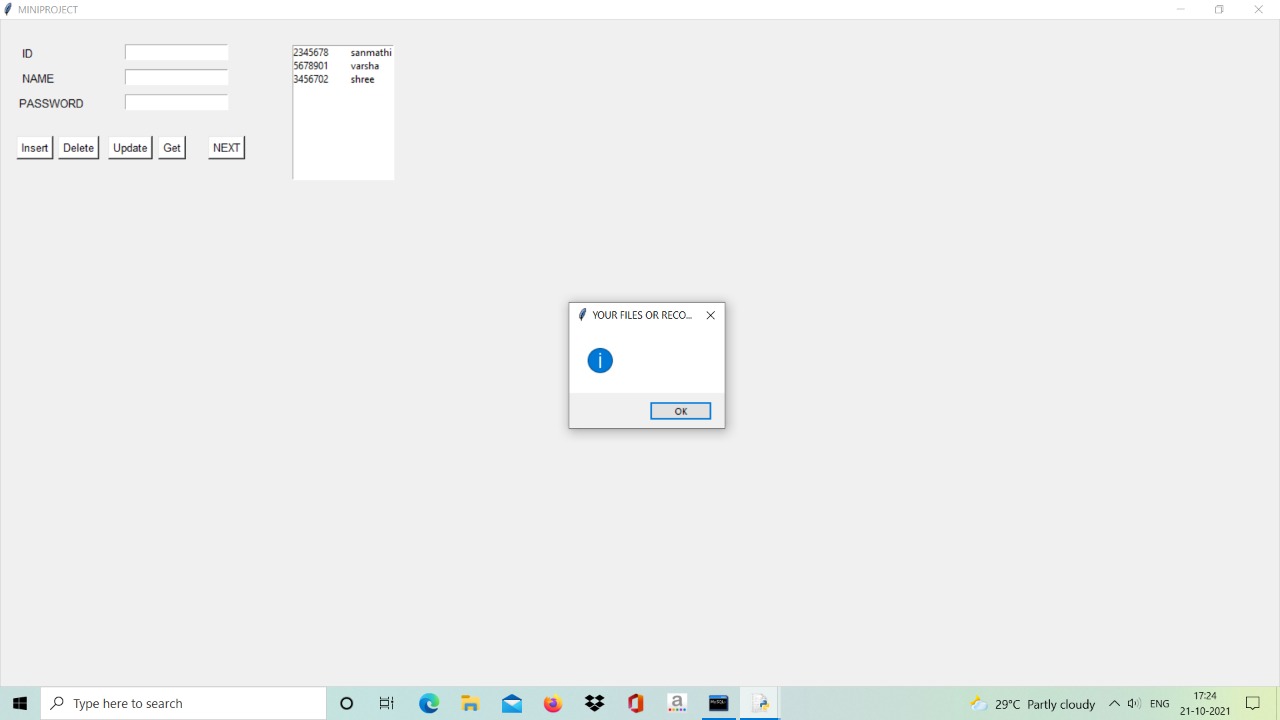 MINIPROJECT
ID
NAME
PASSWORD
Insert Delete Update Get NEXT
2345678 sanmathi
5678901 varsha
3456702 shree
YOUR FILES OR RECO...
i
OK
Type here to search
a
MySQL
29°C Partly cloudy
ENG
17:24
21-10-2021